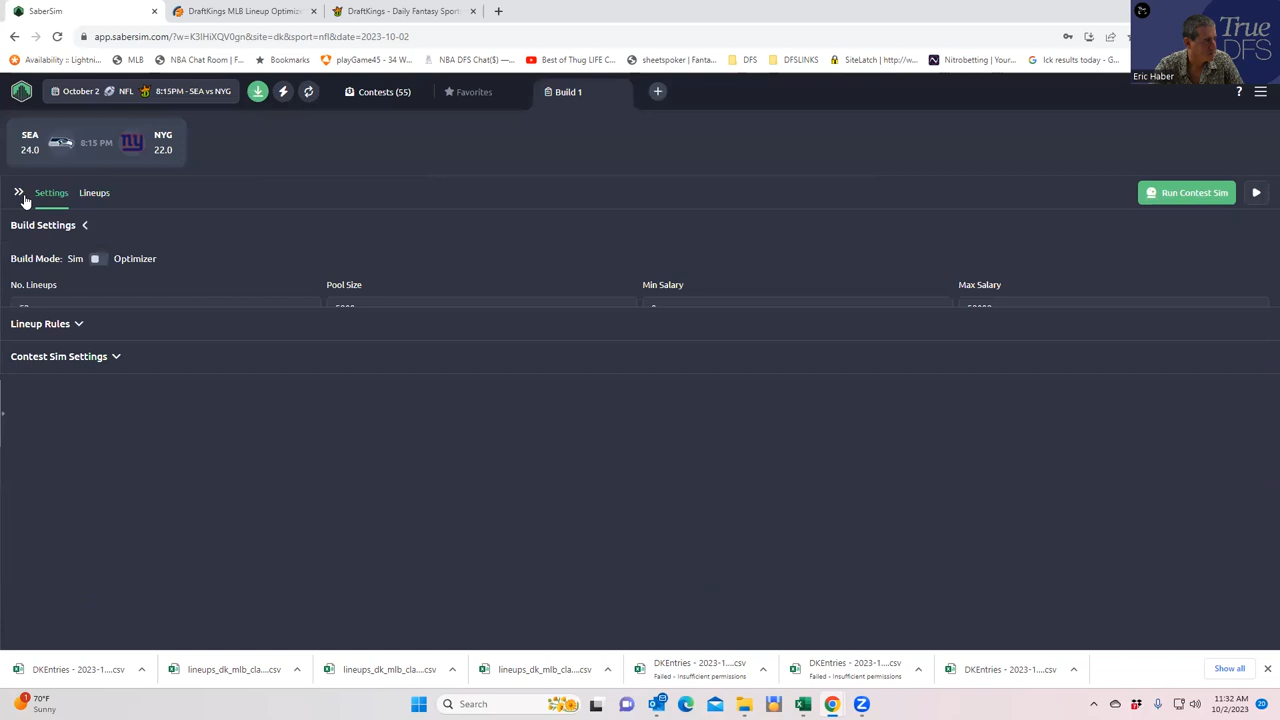 SaberSim
DraftKings MLB Lineup Optimiz
DraftKings - Daily Fantasy Sport
app.sabersim.com/?w=K3IHiXQV0gn&site=dk&sport=nfl&date=2023-10-02
Availability :: Lightnin...
MLB
NBA Chat Room | F...
Bookmarks
playGame45 - 34 W...
NBA DFS Chat($) —...
Best of Thug LIFE C...
sheetspoker | Fanta...
DFS
DFSLINKS
SiteLatch | http://w...
Nitrobetting | Your...
Ick results today - G...
True
DFS
Eric Haber
October 2
NFL
8:15PM - SEA vs NYG
Contests (55)
Favorites
Build 1
?
SEA
24.0
8:15 PM
NYG
22.0
Settings
Lineups
Run Contest Sim
Build Settings
Build Mode: Sim
Optimizer
No. Lineups
Pool Size
Min Salary
Max Salary
Lineup Rules
Contest Sim Settings
DKEntries - 2023-1....csv
lineups_dk_mlb_cla....csv
lineups_dk_mlb_cla....csv
lineups_dk_mlb_cla....csv
DKEntries - 2023-1....csv
Failed - Insufficient permissions
DKEntries - 2023-1....csv
Failed - Insufficient permissions
DKEntries - 2023-1....csv
Show all
1
70°F
Sunny
Search
11:32 AM
10/2/2023
20